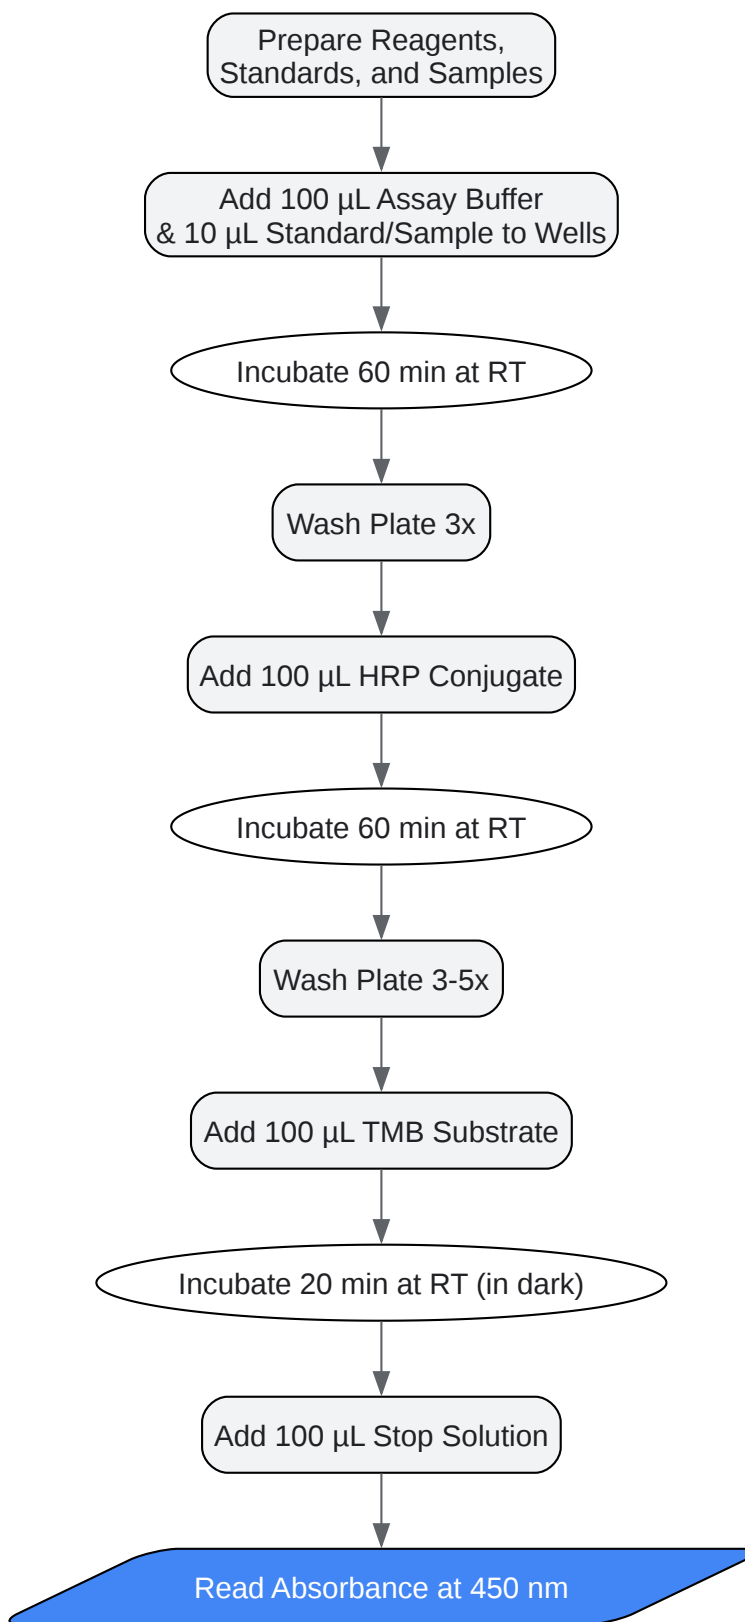 Prepare Reagents,
Standards, and Samples
Add 100 µL Assay Buffer
& 10 µL Standard/Sample to Wells
Incubate 60 min at RT
Wash Plate 3x
Add 100 µL HRP Conjugate
Incubate 60 min at RT
Wash Plate 3-5x
Add 100 µL TMB Substrate
Incubate 20 min at RT (in dark)
Add 100 µL Stop Solution
Read Absorbance at 450 nm